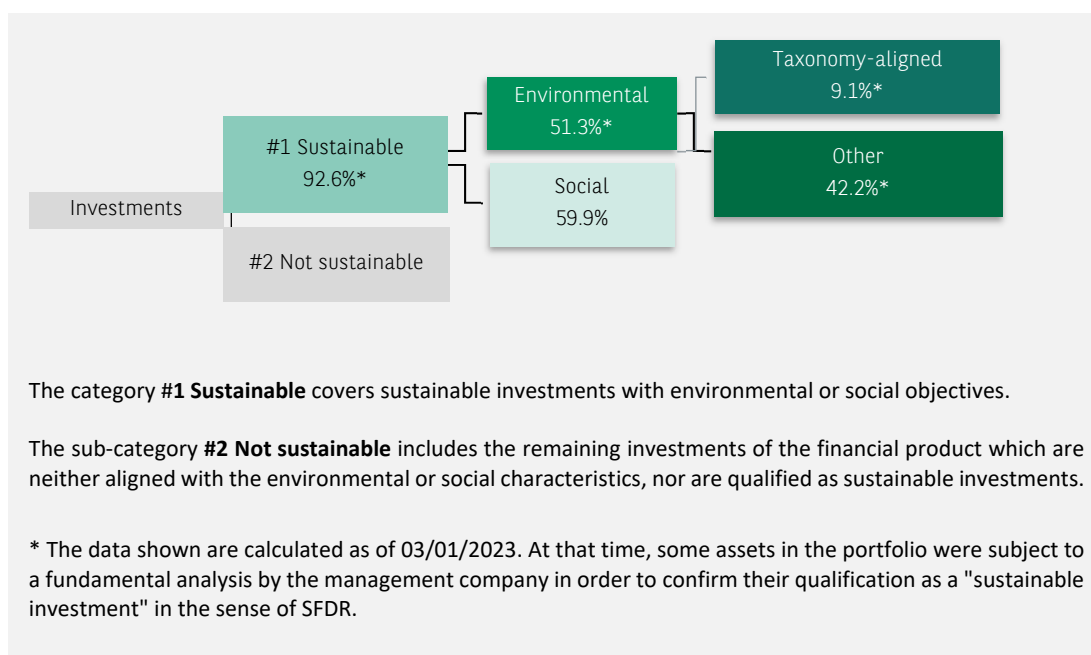 Taxonomy-aligned
9.1%*
Environmental
51.3%*
#1 Sustainable
92.6%*
Other
42.2%*
Social
59.9%
Investments
#2 Not sustainable
The category #1 Sustainable covers sustainable investments with environmental or social objectives.
The sub-category #2 Not sustainable includes the remaining investments of the financial product which are
neither aligned with the environmental or social characteristics, nor are qualified as sustainable investments.
* The data shown are calculated as of 03/01/2023. At that time, some assets in the portfolio were subject to
a fundamental analysis by the management company in order to confirm their qualification as a "sustainable
investment" in the sense of SFDR.